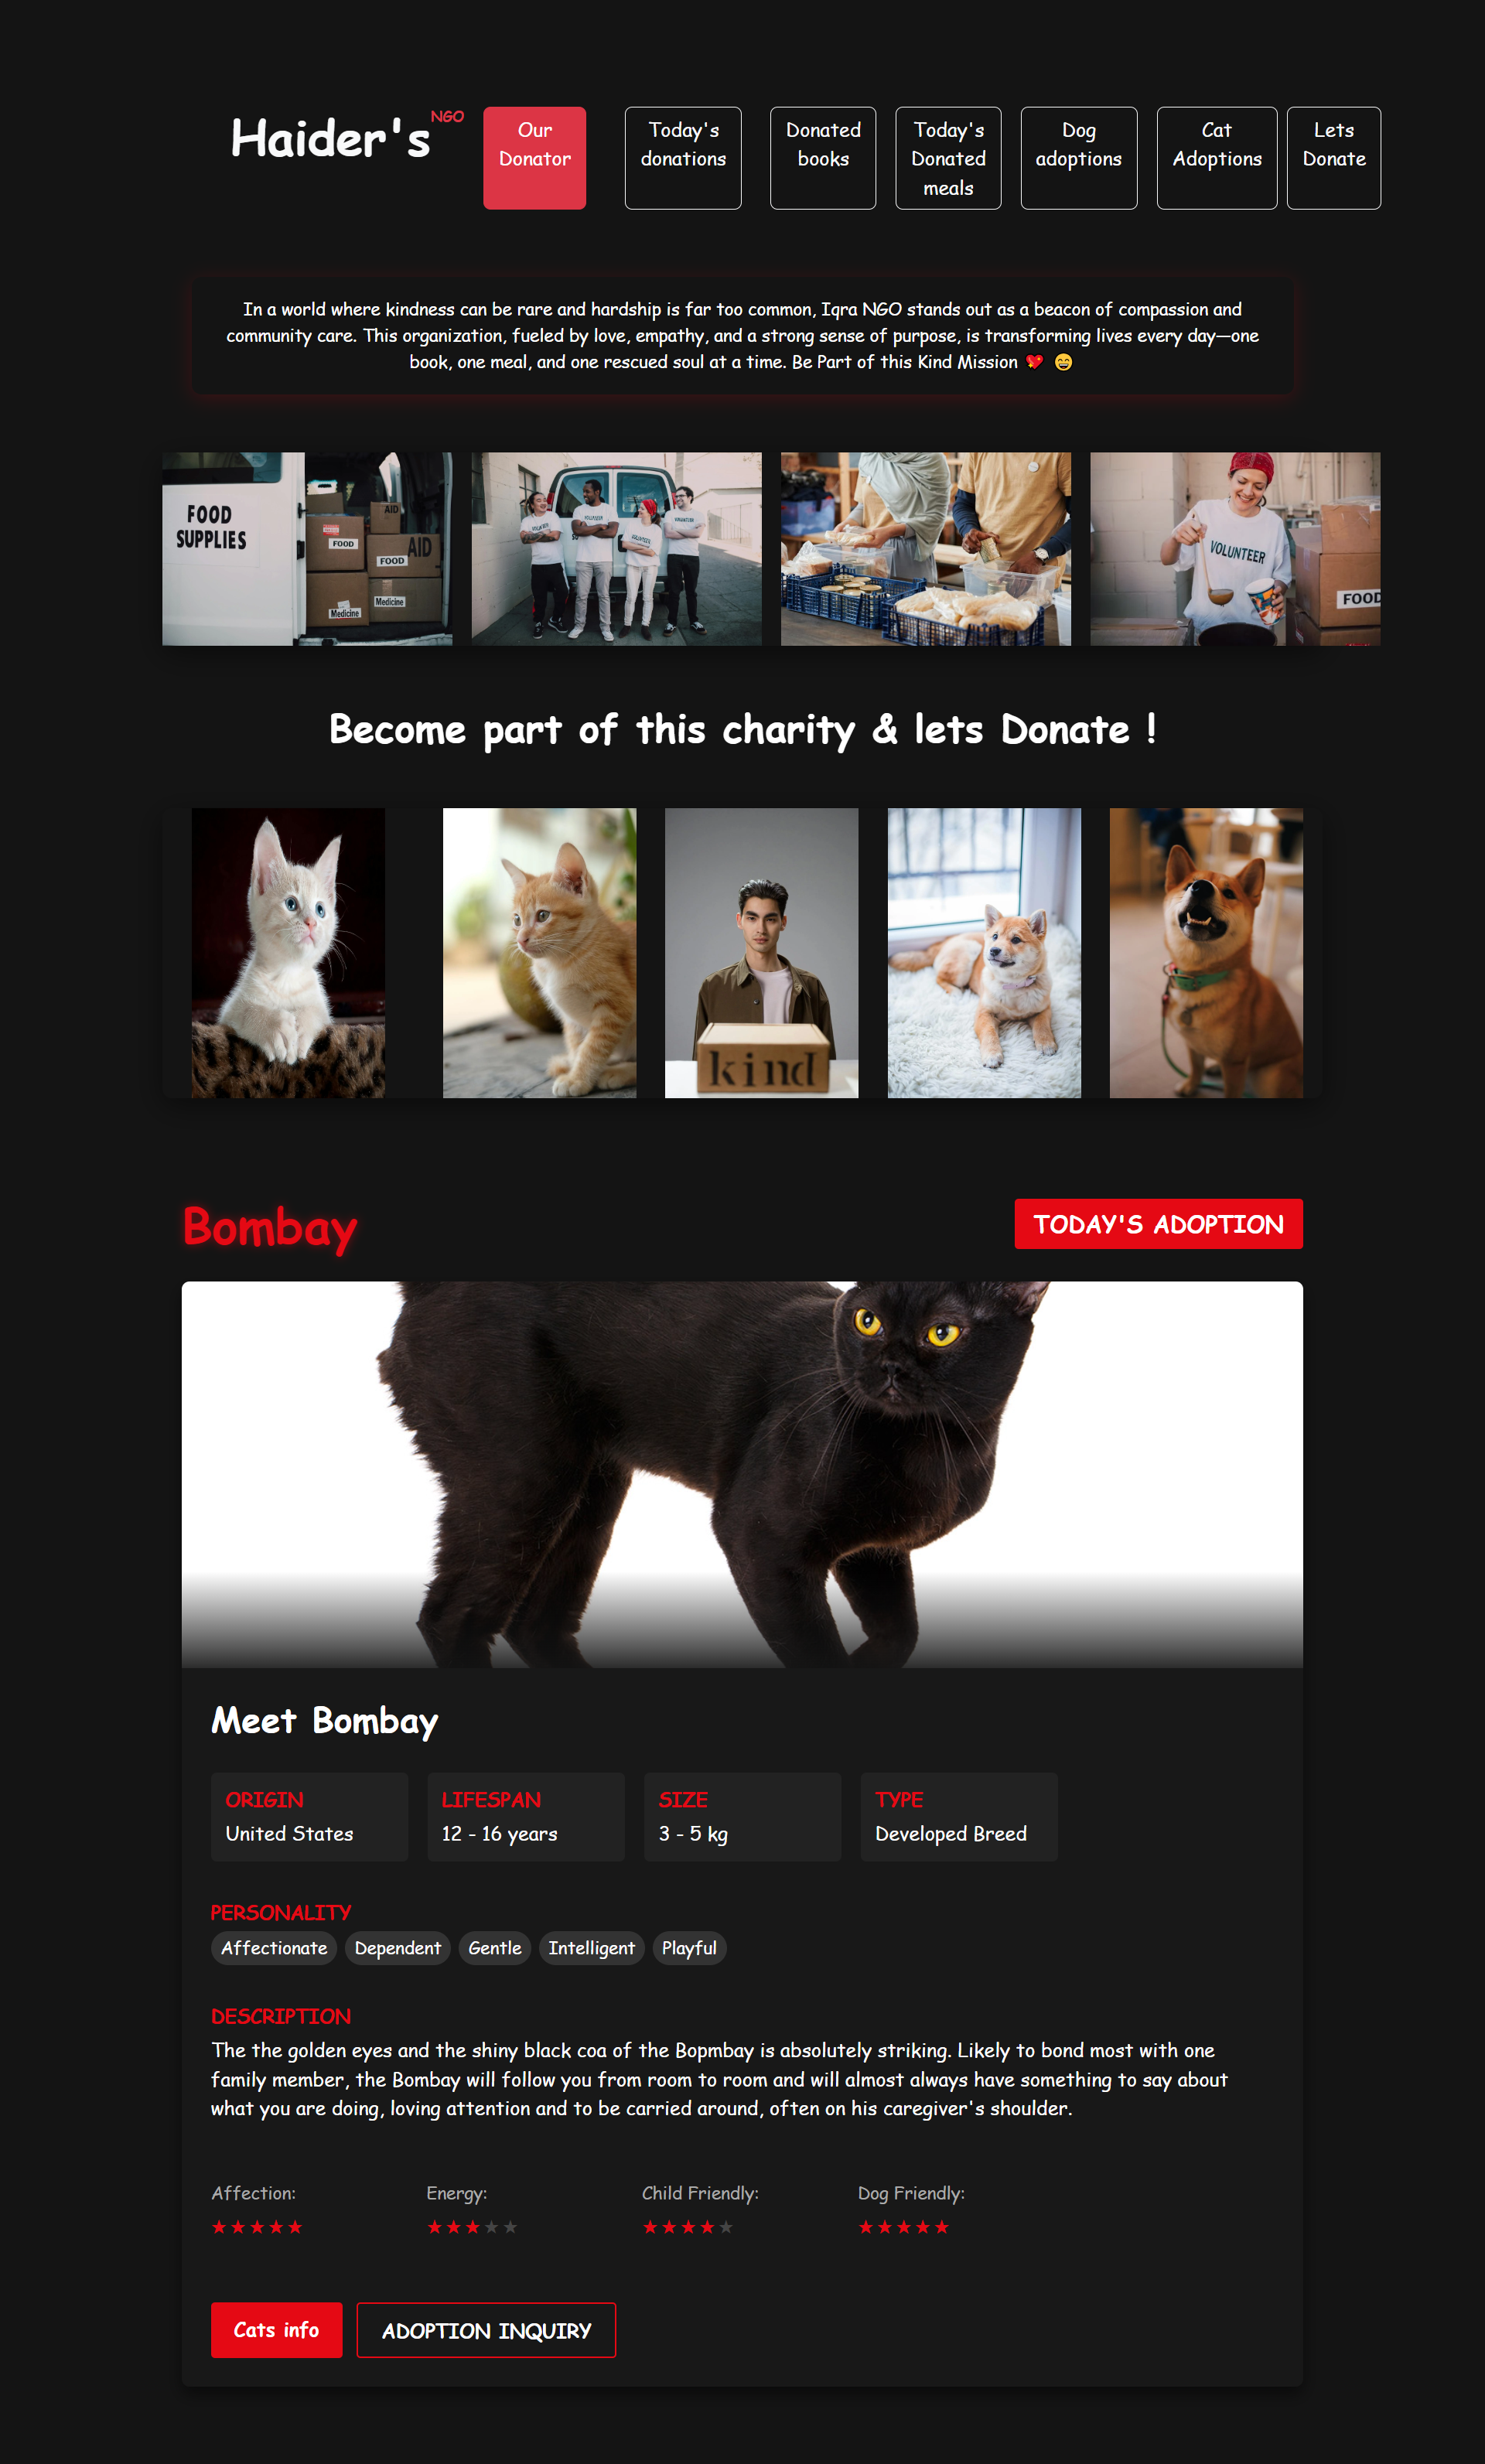 Haider's NGO
Our
Donator
Today's
donations
Donated
books
Today's
Donated
meals
Dog
adoptions
Cat
Adoptions
Lets
Donate
In a world where kindness can be rare and hardship is far too common, Iqra NGO stands out as a beacon of compassion and
community care. This organization, fueled by love, empathy, and a strong sense of purpose, is transforming lives every day—one
book, one meal, and one rescued soul at a time. Be Part of this Kind Mission 💖 😄
FOOD
SUPPLIES
AID
FOOD
AID
FOOD
Medicine
Medicine
VOLUNTEER
VOLUNTEER
VOLUNTEER
VOLUNTEER
VOLUNTEER
FOOD
Become part of this charity & lets Donate !
kind
Bombay
TODAY'S ADOPTION
Meet Bombay
ORIGIN
United States
LIFESPAN
12 - 16 years
SIZE
3 - 5 kg
TYPE
Developed Breed
PERSONALITY
Affectionate Dependent Gentle Intelligent Playful
DESCRIPTION
The the golden eyes and the shiny black coa of the Bopmbay is absolutely striking. Likely to bond most with one
family member, the Bombay will follow you from room to room and will almost always have something to say about
what you are doing, loving attention and to be carried around, often on his caregiver's shoulder.
Affection:
★★★★★
Energy:
★★★★★
Child Friendly:
★★★★★
Dog Friendly:
★★★★★
Cats info
ADOPTION INQUIRY